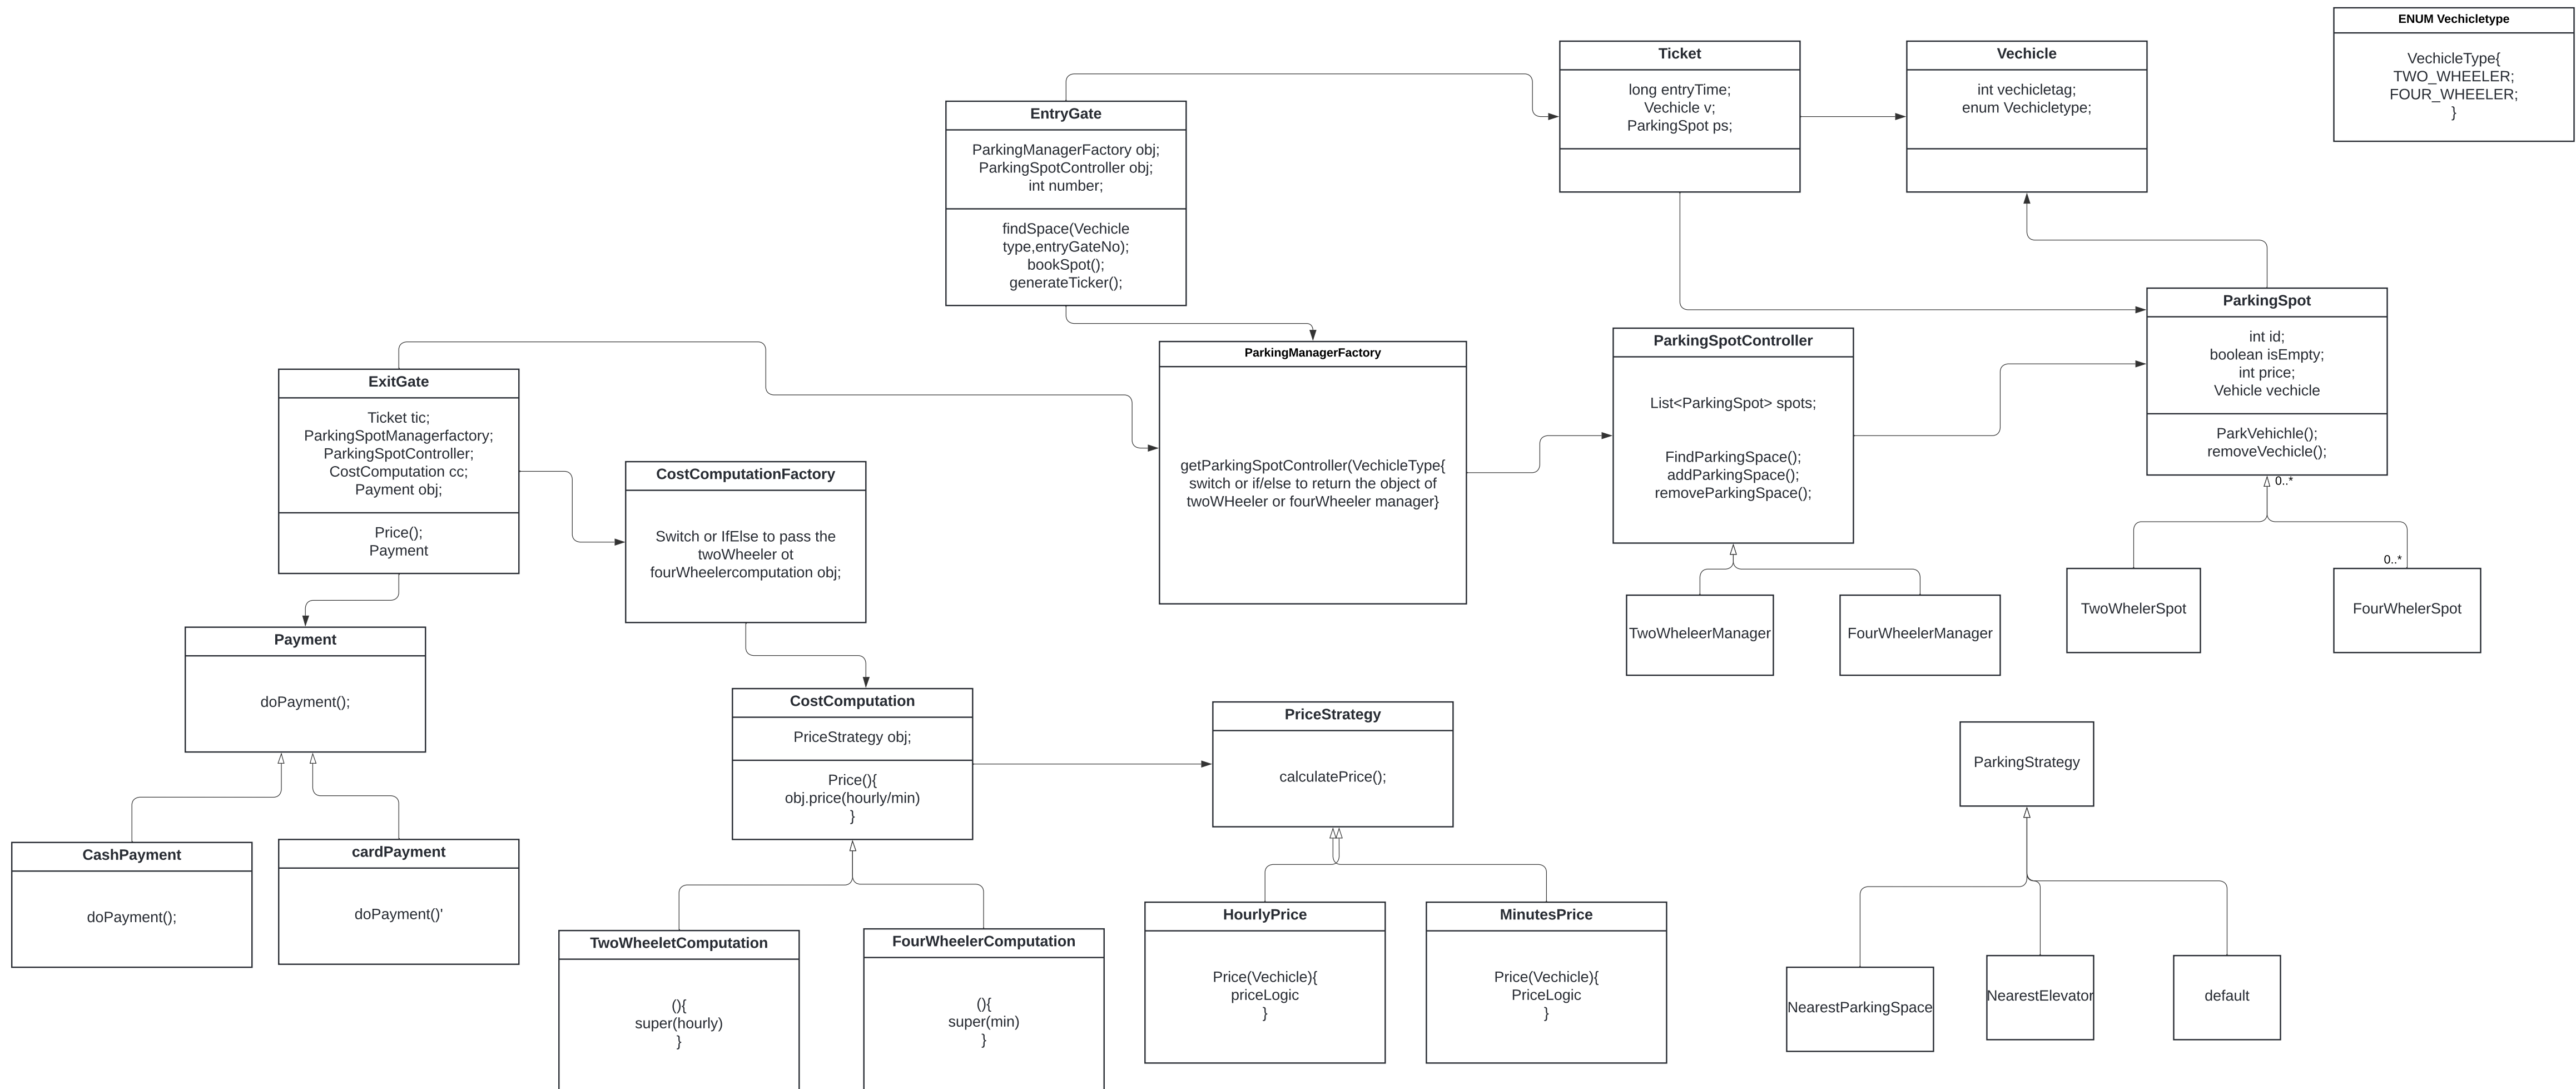 ENUM Vechicletype
VechicleType{
TWO_WHEELER;
FOUR_WHEELER;
}
Ticket
long entryTime;
Vechicle v;
ParkingSpot ps;
Vechicle
int vechicletag;
enum Vechicletype;
EntryGate
ParkingManagerFactory obj;
ParkingSpotController obj;
int number;
findSpace(Vechicle
type,entryGateNo);
bookSpot();
generateTicker();
ParkingSpot
int id;
boolean isEmpty;
int price;
Vehicle vechicle
ParkVehichle();
removeVechicle();
0..*
0..*
ParkingManagerFactory
getParkingSpotController(VechicleType{
switch or if/else to return the object of
twoWHeeler or fourWheeler manager}
ParkingSpotController
List<ParkingSpot> spots;
FindParkingSpace();
addParkingSpace();
removeParkingSpace();
ExitGate
Ticket tic;
ParkingSpotManagerfactory;
ParkingSpotController;
CostComputation cc;
Payment obj;
Price();
Payment
CostComputationFactory
Switch or IfElse to pass the
twoWheeler ot
fourWheelercomputation obj;
TwoWhelerSpot
FourWhelerSpot
TwoWheleerManager
FourWheelerManager
Payment
doPayment();
CostComputation
PriceStrategy obj;
Price(){
obj.price(hourly/min)
}
PriceStrategy
calculatePrice();
ParkingStrategy
CashPayment
doPayment();
cardPayment
doPayment()'
TwoWheeletComputation
(){
super(hourly)
}
FourWheelerComputation
(){
super(min)
}
HourlyPrice
Price(Vechicle){
priceLogic
}
MinutesPrice
Price(Vechicle){
PriceLogic
}
NearestParkingSpace
NearestElevator
default